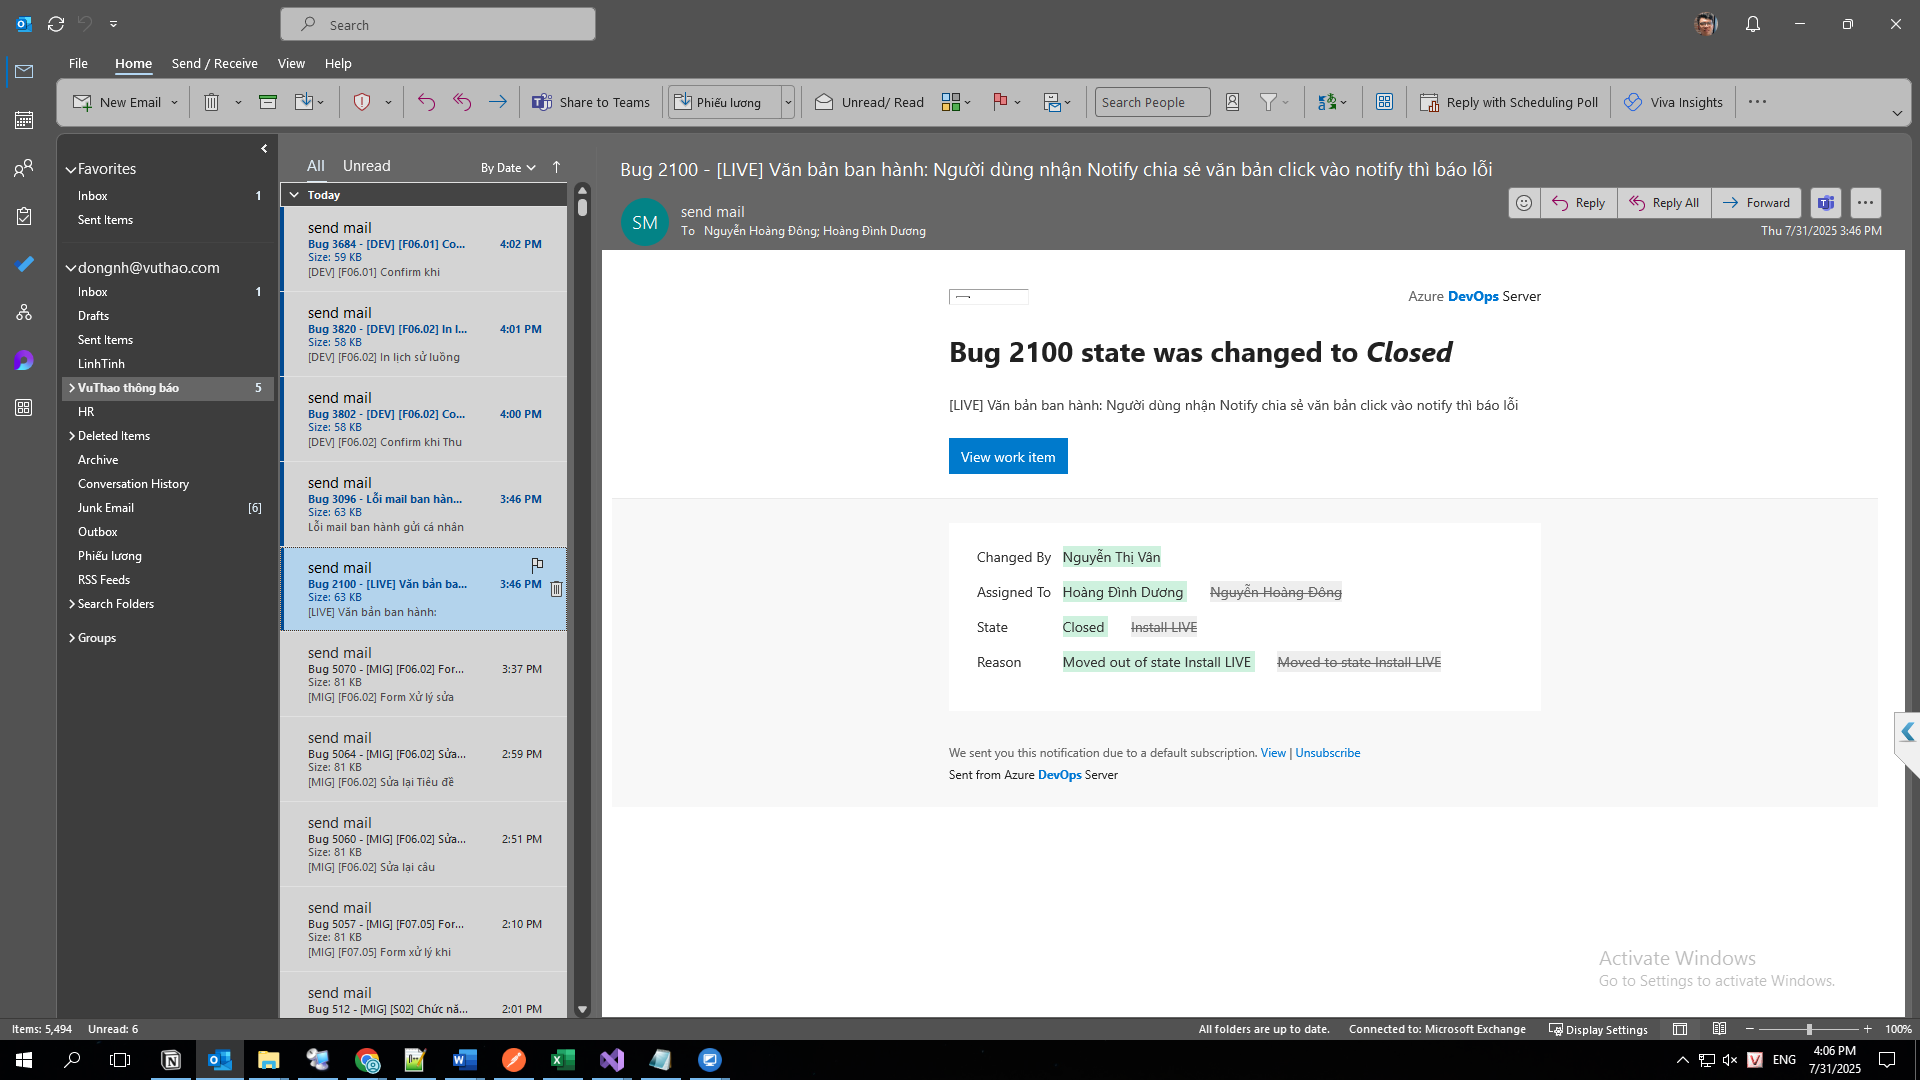 Search
File
Home
Send / Receive
View
Help
New Email
Share to Teams
Phiếu lương
Unread/ Read
Search People
Reply with Scheduling Poll
Viva Insights
Favorites
Inbox 1
Sent Items
dongnh@vuthao.com
Inbox 1
Drafts
Sent Items
LinhTinh
VuThao thông báo 5
HR
Deleted Items
Archive
Conversation History
Junk Email [6]
Outbox
Phiếu lương
RSS Feeds
Search Folders
Groups
All Unread By Date
Today
send mail
Bug 3684 - [DEV] [F06.01] Co... 4:02 PM
Size: 59 KB
[DEV] [F06.01] Confirm khi
send mail
Bug 3820 - [DEV] [F06.02] In l... 4:01 PM
Size: 58 KB
[DEV] [F06.02] In lịch sử luồng
send mail
Bug 3802 - [DEV] [F06.02] Co... 4:00 PM
Size: 58 KB
[DEV] [F06.02] Confirm khi Thu
send mail
Bug 3096 - Lỗi mail ban hàn... 3:46 PM
Size: 63 KB
Lỗi mail ban hành gửi cá nhân
send mail
Bug 2100 - [LIVE] Văn bản ba... 3:46 PM
Size: 63 KB
[LIVE] Văn bản ban hành:
send mail
Bug 5070 - [MIG] [F06.02] For... 3:37 PM
Size: 81 KB
[MIG] [F06.02] Form Xử lý sửa
send mail
Bug 5064 - [MIG] [F06.02] Sửa... 2:59 PM
Size: 81 KB
[MIG] [F06.02] Sửa lại Tiêu đề
send mail
Bug 5060 - [MIG] [F06.02] Sửa... 2:51 PM
Size: 81 KB
[MIG] [F06.02] Sửa lại câu
send mail
Bug 5057 - [MIG] [F07.05] For... 2:10 PM
Size: 81 KB
[MIG] [F07.05] Form xử lý khi
send mail
Bug 512 - [MIG] [S02] Chức nă... 2:01 PM
Bug 2100 - [LIVE] Văn bản ban hành: Người dùng nhận Notify chia sẻ văn bản click vào notify thì báo lỗi
SM
send mail
To Nguyễn Hoàng Đông; Hoàng Đình Dương
Reply
Reply All
Forward
Thu 7/31/2025 3:46 PM
Azure DevOps Server
Bug 2100 state was changed to Closed
[LIVE] Văn bản ban hành: Người dùng nhận Notify chia sẻ văn bản click vào notify thì báo lỗi
View work item
Changed By Nguyễn Thị Vân
Assigned To Hoàng Đình Dương Nguyễn Hoàng Đông
State Closed Install LIVE
Reason Moved out of state Install LIVE Moved to state Install LIVE
We sent you this notification due to a default subscription. View | Unsubscribe
Sent from Azure DevOps Server
Activate Windows
Go to Settings to activate Windows.
Items: 5,494 Unread: 6
All folders are up to date. Connected to: Microsoft Exchange Display Settings 100%
ENG
4:06 PM
7/31/2025